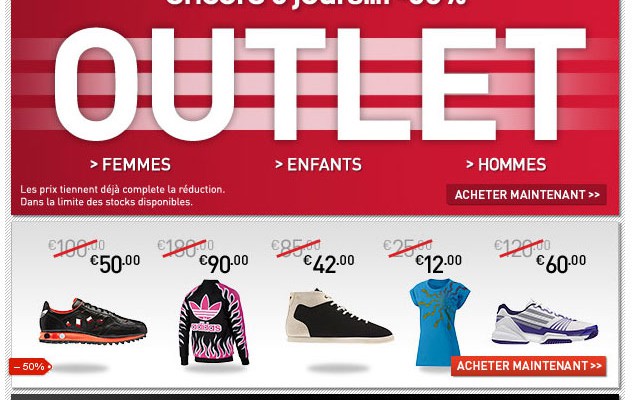 OUTLET
> FEMMES > ENFANTS > HOMMES
Les prix tiennent déjà complete la réduction.
Dans la limite des stocks disponibles.
ACHETER MAINTENANT >>
€100.00 €180.00 €85.00 €25.00 €120.00
€50.00 €90.00 €42.00 €12.00 €60.00
adidas
– 50%
ACHETER MAINTENANT >>